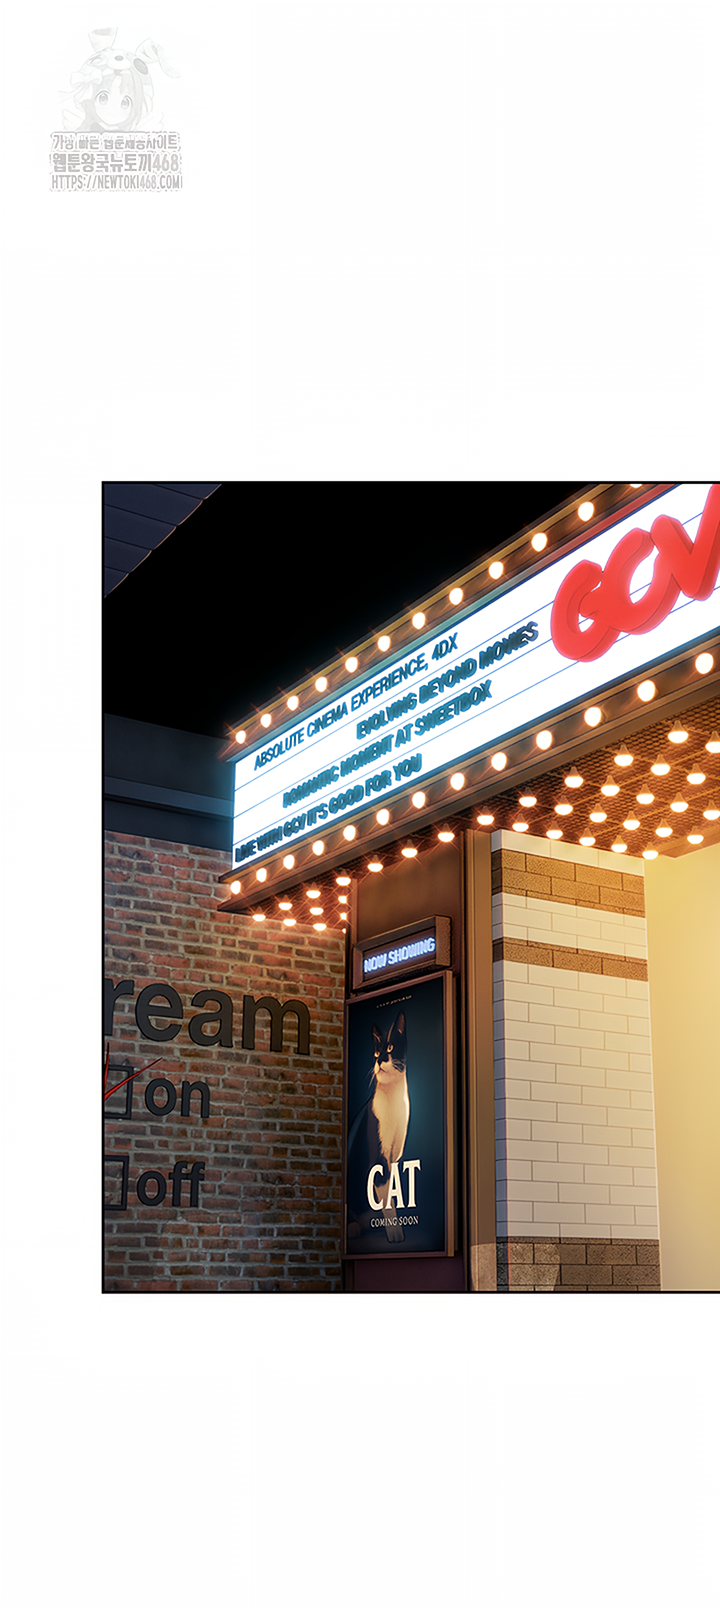 가장 빠른 웹툰제공사이트
웹툰왕국뉴토끼468
HTTPS://NEWTOKI468.COM
GCV
ABSOLUTE CINEMA EXPERIENCE, 4DX
EVOLVING BEYOND MOVIES
ROMANTIC MOMENT AT SWEETBOX
LIVE WITH GCV IT'S GOOD FOR YOU
NOW SHOWING
ream
on
off
CAT
COMING SOON